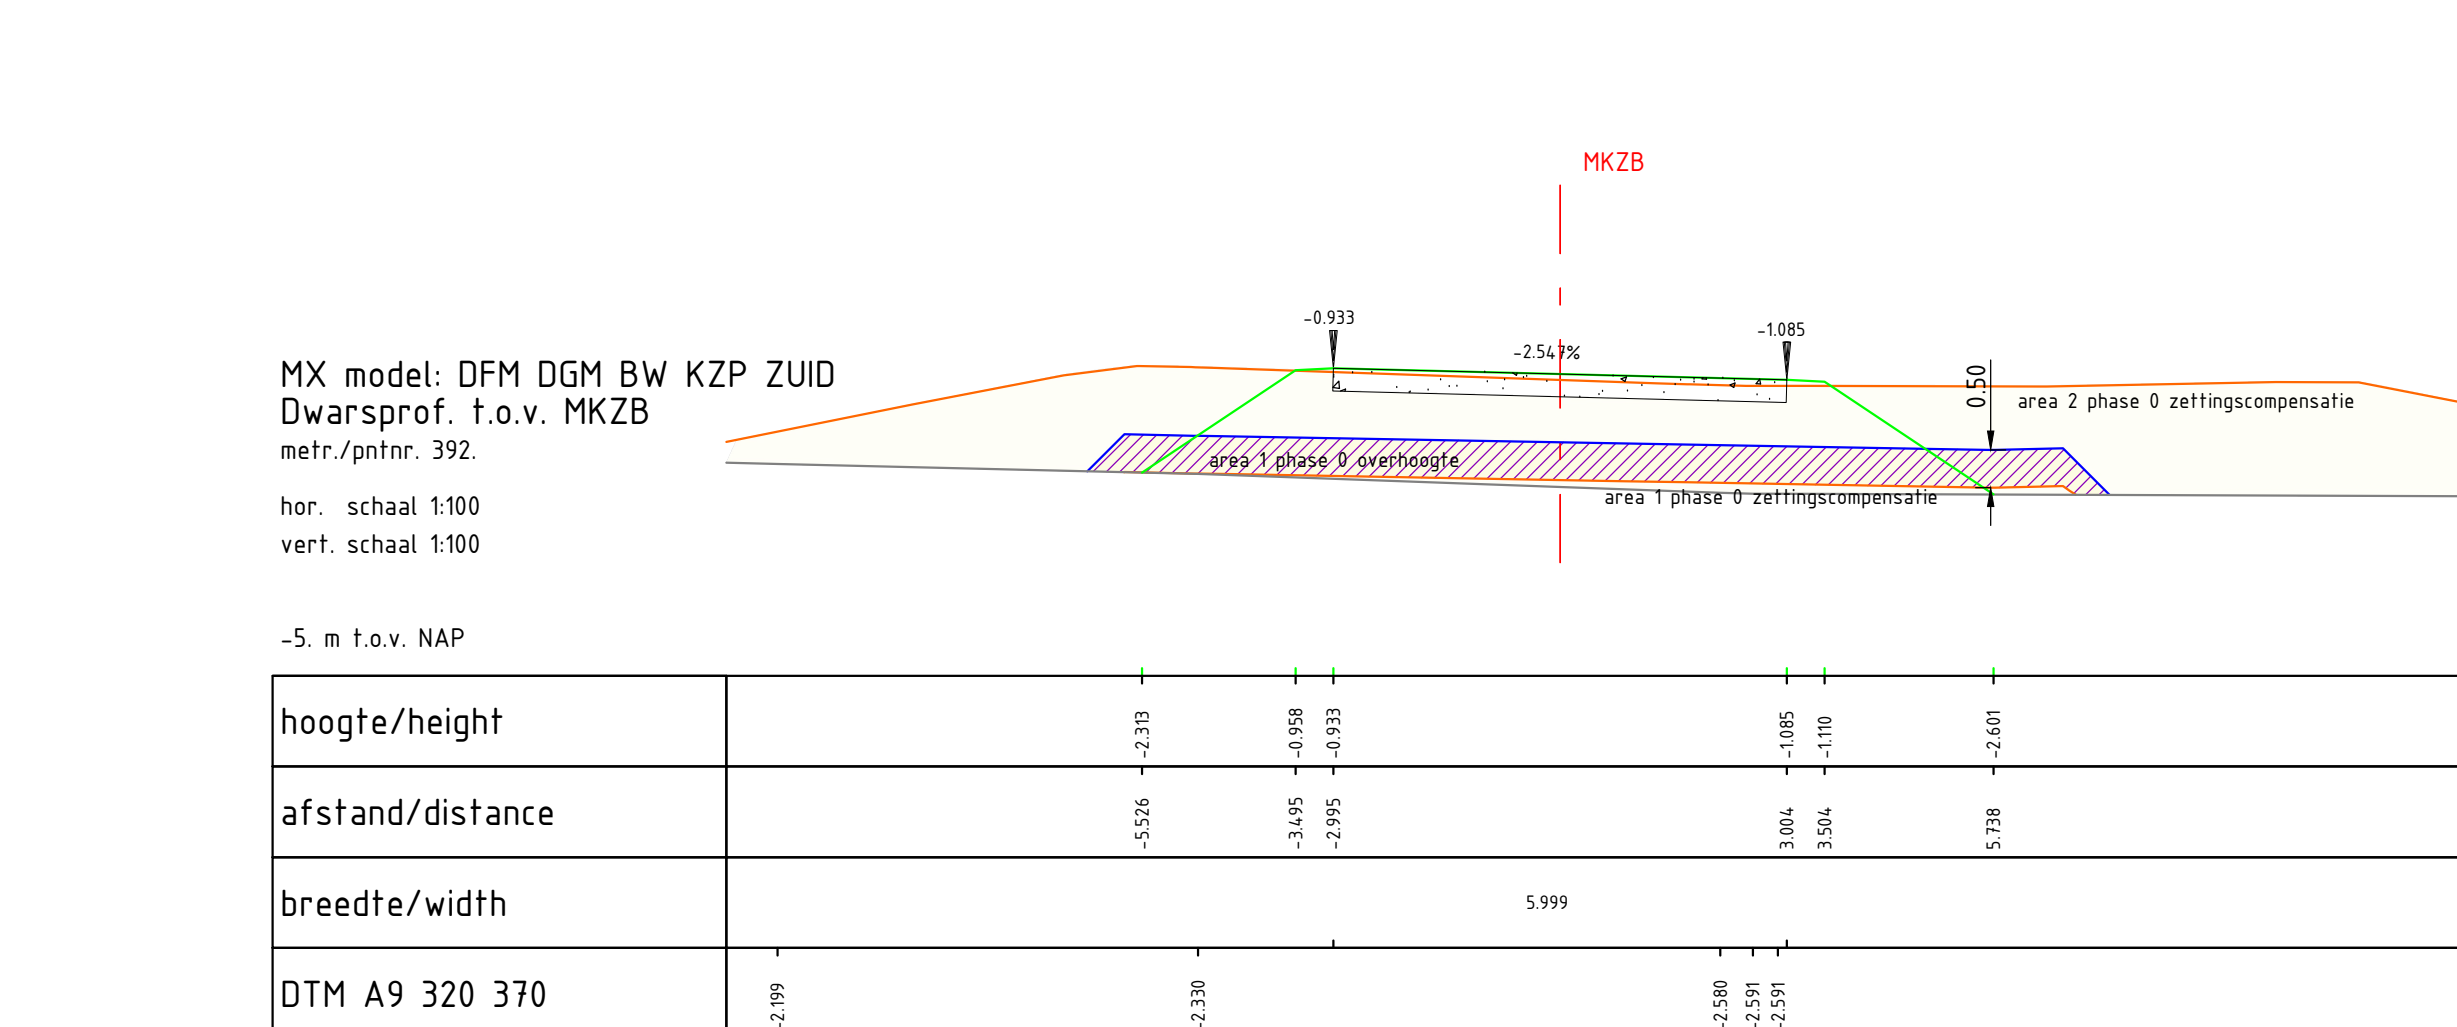 MKZB
-0.933
-1.085
-2.547%
MX model: DFM DGM BW KZP ZUID
Dwarsprof. t.o.v. MKZB
metr./pntnr. 392.
hor. schaal 1:100
vert. schaal 1:100
0.50
area 2 phase 0 zettingscompensatie
area 1 phase 0 overhoogte
area 1 phase 0 zettingscompensatie
-5. m t.o.v. NAP
hoogte/height -2.313 -0.958 -0.933 -1.085 -1.110 -2.601
afstand/distance -5.526 -3.495 -2.995 3.004 3.504 5.738
breedte/width 5.999
DTM A9 320 370 -2.199 -2.330 -2.580 -2.591 -2.591